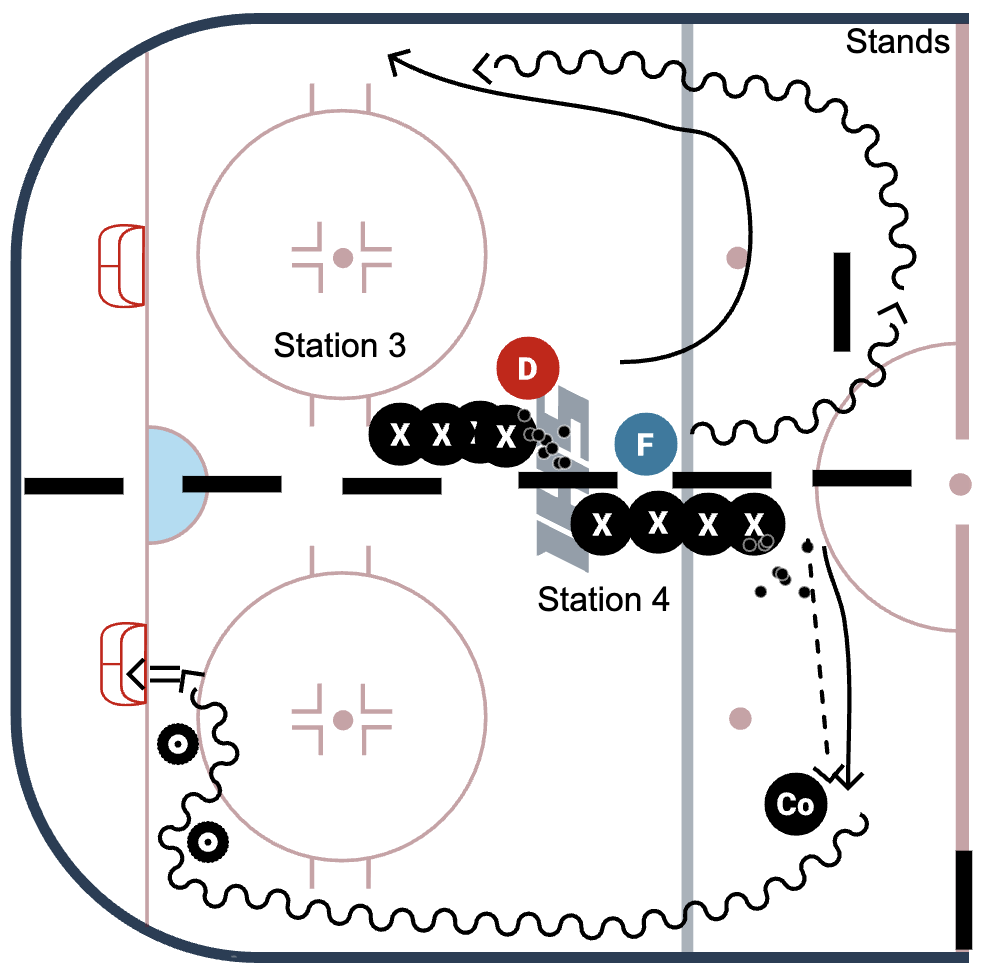 Stands
Station 3
D
X X X X
F
X X X X
Station 4
Co